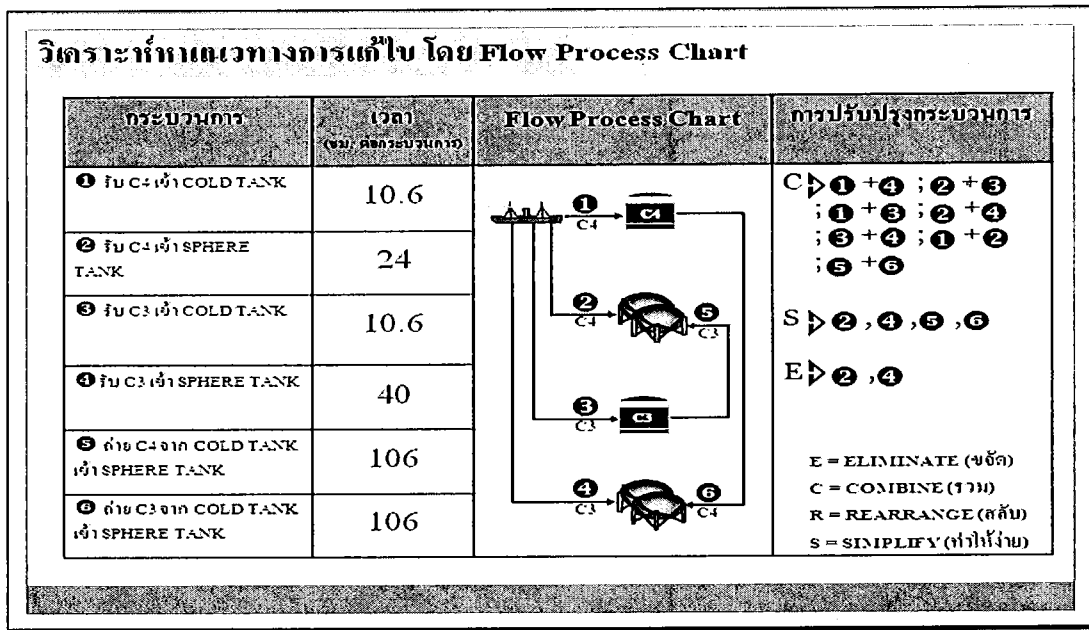 วิเคราะห์หาแนวทางการแก้ไข โดย Flow Process Chart
กระบวนการ
เวลา
(ชม. ต่อกระบวนการ)
Flow Process Chart
การปรับปรุงกระบวนการ
❶ รับ C4 เข้า COLD TANK
10.6
❷ รับ C4 เข้า SPHERE
TANK
24
❸ รับ C3 เข้า COLD TANK
10.6
❹ รับ C3 เข้า SPHERE TANK
40
❺ ถ่าย C4 จาก COLD TANK
เข้า SPHERE TANK
106
❻ ถ่าย C3 จาก COLD TANK
เข้า SPHERE TANK
106
❶
C4
C4
❷
C4
❺
C3
❸
C3
C3
❹
C3
❻
C4
C ❶ + ❹ ; ❷ + ❸
; ❶ + ❸ ; ❷ + ❹
; ❸ + ❹ ; ❶ + ❷
; ❺ + ❻
S ❷ , ❹ , ❺ , ❻
E ❷ , ❹
E = ELIMINATE (ขจัด)
C = COMBINE (รวม)
R = REARRANGE (สลับ)
S = SIMPLIFY (ทำให้ง่าย)